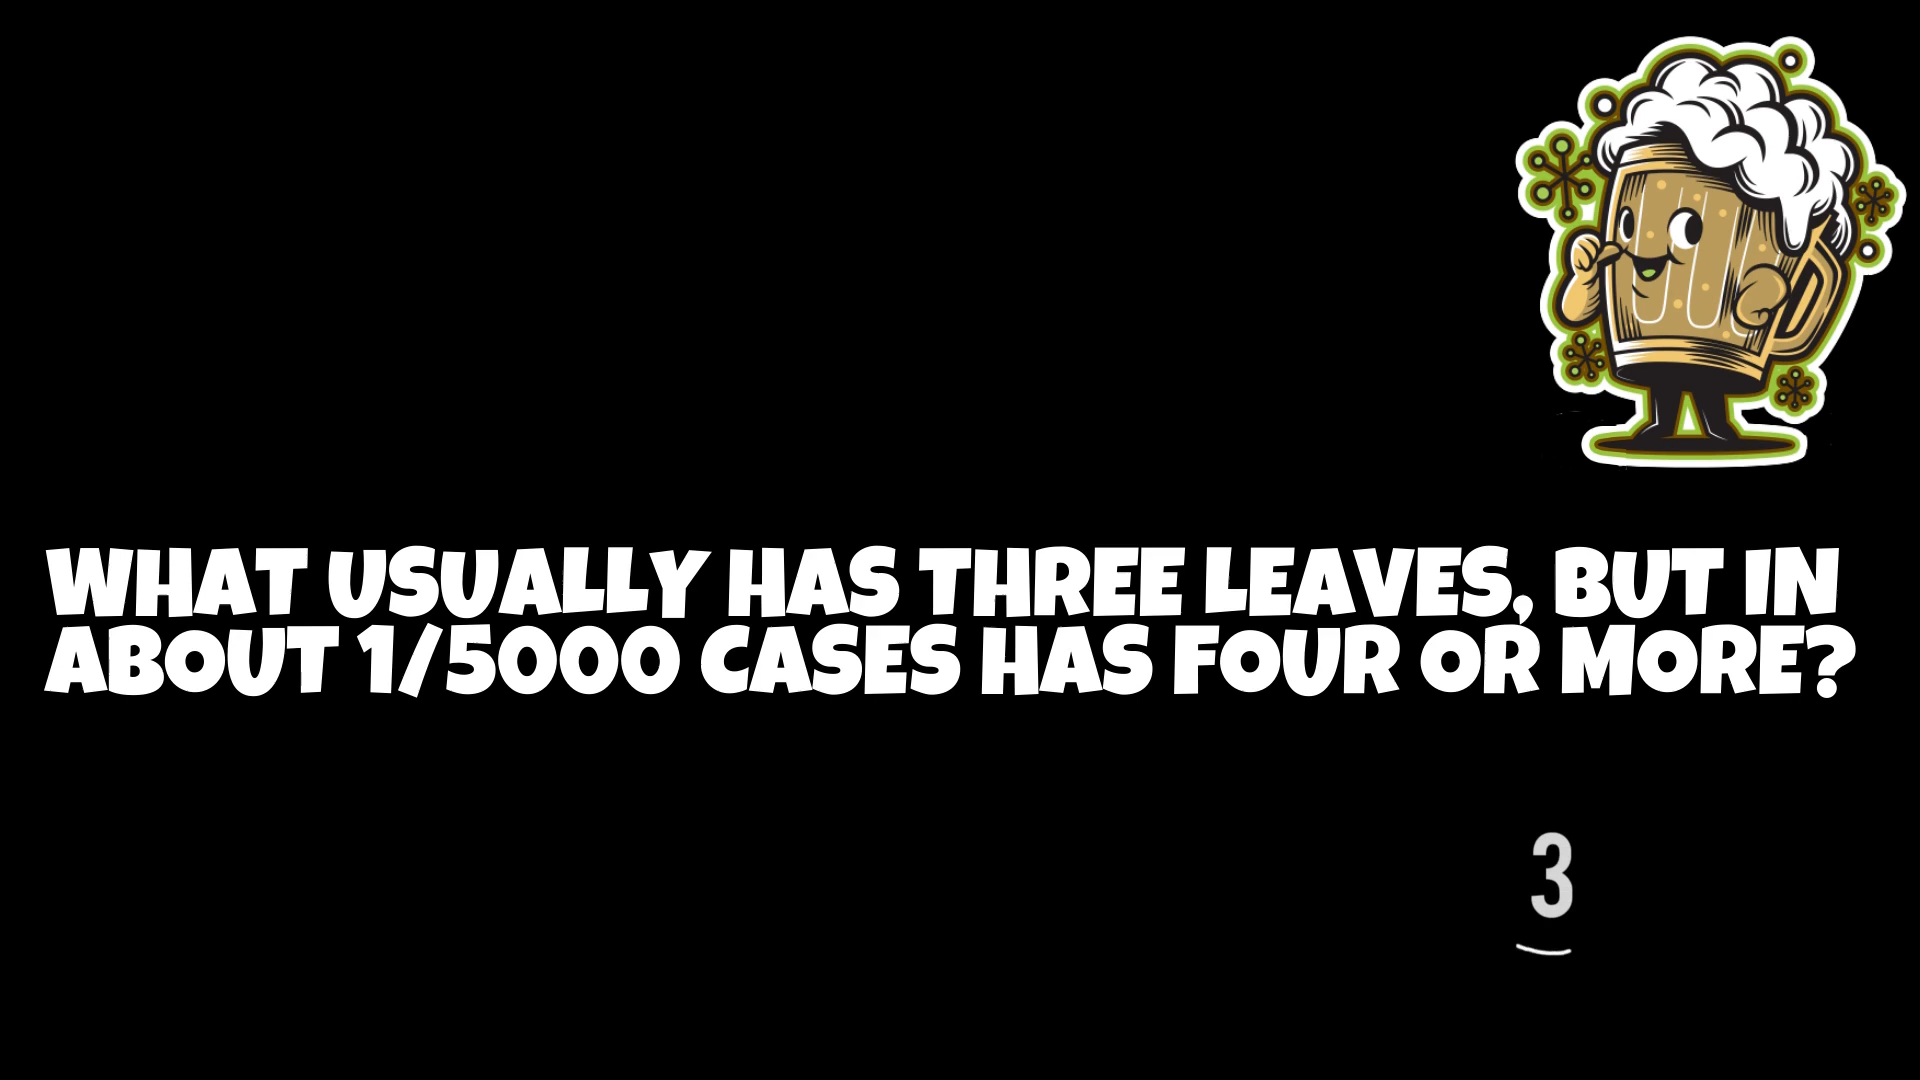 WHAT USUALLY HAS THREE LEAVES, BUT IN
ABOUT 1/5000 CASES HAS FOUR OR MORE?
3